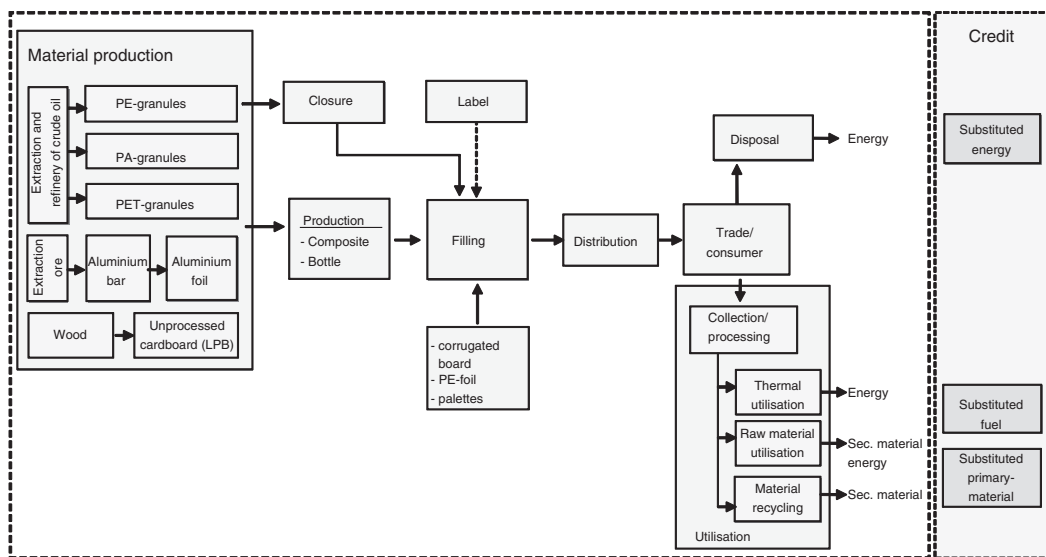 Material production
Extraction and
refinery of crude oil
PE-granules
PA-granules
PET-granules
Extraction
ore
Aluminium
bar
Aluminium
foil
Wood
Unprocessed
cardboard (LPB)
Closure
Label
Production
- Composite
- Bottle
Filling
- corrugated
board
- PE-foil
- palettes
Distribution
Disposal
Energy
Trade/
consumer
Collection/
processing
Thermal
utilisation
Energy
Raw material
utilisation
Sec. material
energy
Material
recycling
Sec. material
Utilisation
Credit
Substituted
energy
Substituted
fuel
Substituted
primary-
material